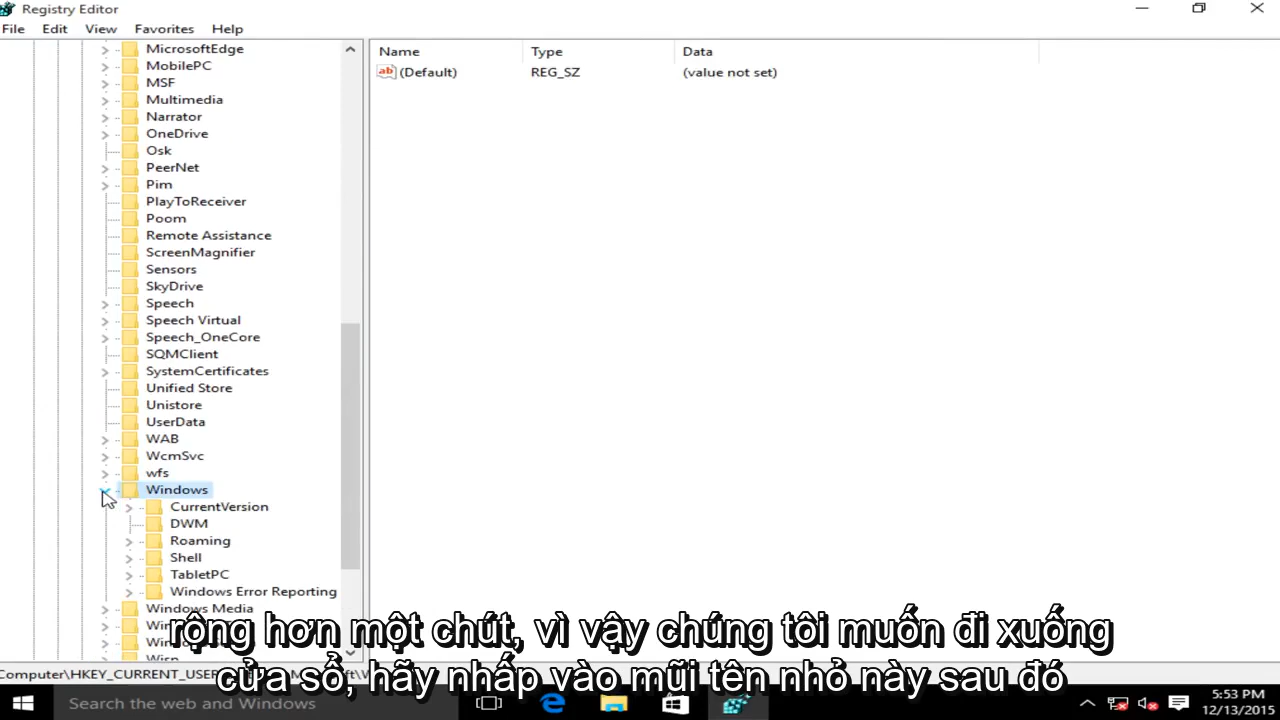 Registry Editor
File Edit View Favorites Help
Name Type Data
ab (Default) REG_SZ (value not set)
MicrosoftEdge
MobilePC
MSF
Multimedia
Narrator
OneDrive
Osk
PeerNet
Pim
PlayToReceiver
Poom
Remote Assistance
ScreenMagnifier
Sensors
SkyDrive
Speech
Speech Virtual
Speech_OneCore
SQMClient
SystemCertificates
Unified Store
Unistore
UserData
WAB
WcmSvc
wfs
Windows
CurrentVersion
DWM
Roaming
Shell
TabletPC
Windows Error Reporting
Windows Media
rộng hơn một chút, vì vậy chúng tôi muốn đi xuống
cửa sổ, hãy nhấp vào mũi tên nhỏ này sau đó
Search the web and Windows
5:53 PM
12/13/2015